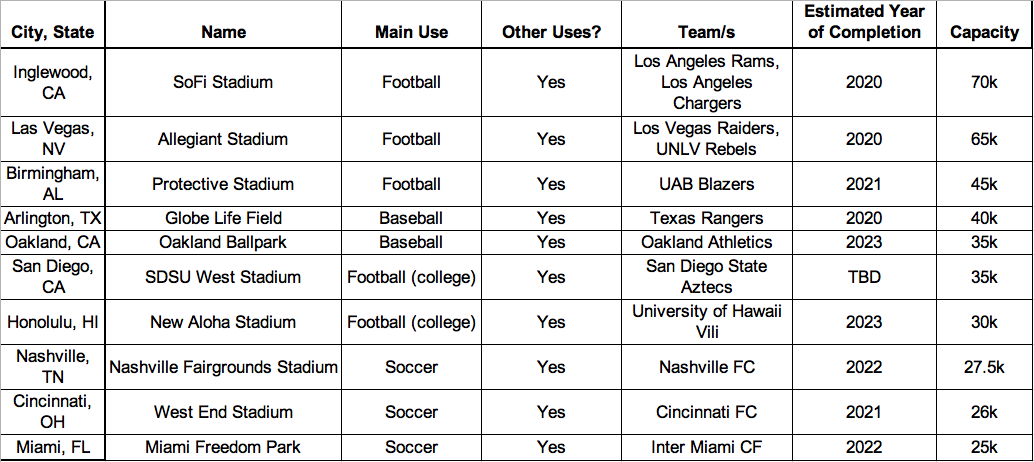 City, State Name Main Use Other Uses? Team/s Estimated Year of Completion Capacity
Inglewood, CA SoFi Stadium Football Yes Los Angeles Rams, Los Angeles Chargers 2020 70k
Las Vegas, NV Allegiant Stadium Football Yes Los Vegas Raiders, UNLV Rebels 2020 65k
Birmingham, AL Protective Stadium Football Yes UAB Blazers 2021 45k
Arlington, TX Globe Life Field Baseball Yes Texas Rangers 2020 40k
Oakland, CA Oakland Ballpark Baseball Yes Oakland Athletics 2023 35k
San Diego, CA SDSU West Stadium Football (college) Yes San Diego State Aztecs TBD 35k
Honolulu, HI New Aloha Stadium Football (college) Yes University of Hawaii Vili 2023 30k
Nashville, TN Nashville Fairgrounds Stadium Soccer Yes Nashville FC 2022 27.5k
Cincinnati, OH West End Stadium Soccer Yes Cincinnati FC 2021 26k
Miami, FL Miami Freedom Park Soccer Yes Inter Miami CF 2022 25k